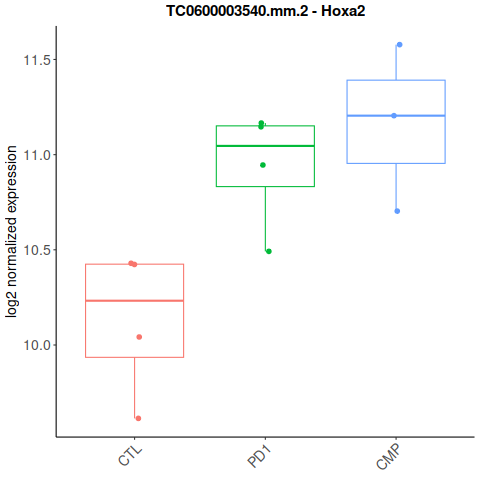 TC0600003540.mm.2 - Hoxa2
log2 normalized expression
11.5
11.0
10.5
10.0
CTL
PD1
CMP